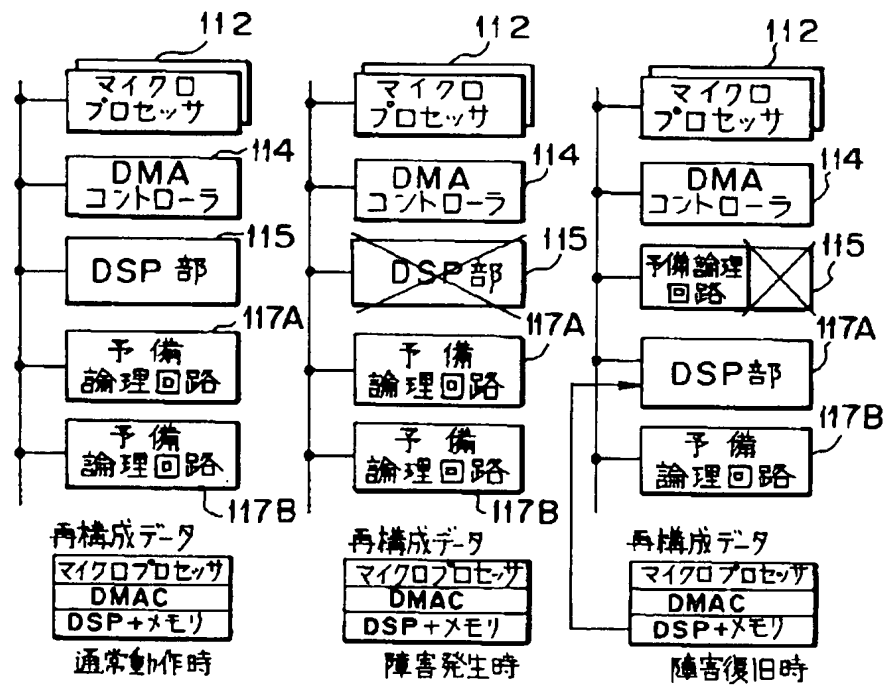 112
マイクロ
プロセッサ
114
DMA
コントローラ
115
DSP 部
117A
予備
論理回路
予備
論理回路
117B
再構成データ
マイクロプロセッサ
DMAC
DSP+メモリ
通常動作時
112
マイクロ
プロセッサ
114
DMA
コントローラ
115
DSP部
117A
予備
論理回路
予備
論理回路
117B
再構成データ
マイクロプロセッサ
DMAC
DSP+メモリ
障害発生時
112
マイクロ
プロセッサ
114
DMA
コントローラ
115
予備論理
回路
117A
DSP部
117B
予備
論理回路
再構成データ
マイクロプロセッサ
DMAC
DSP+メモリ
障害復旧時